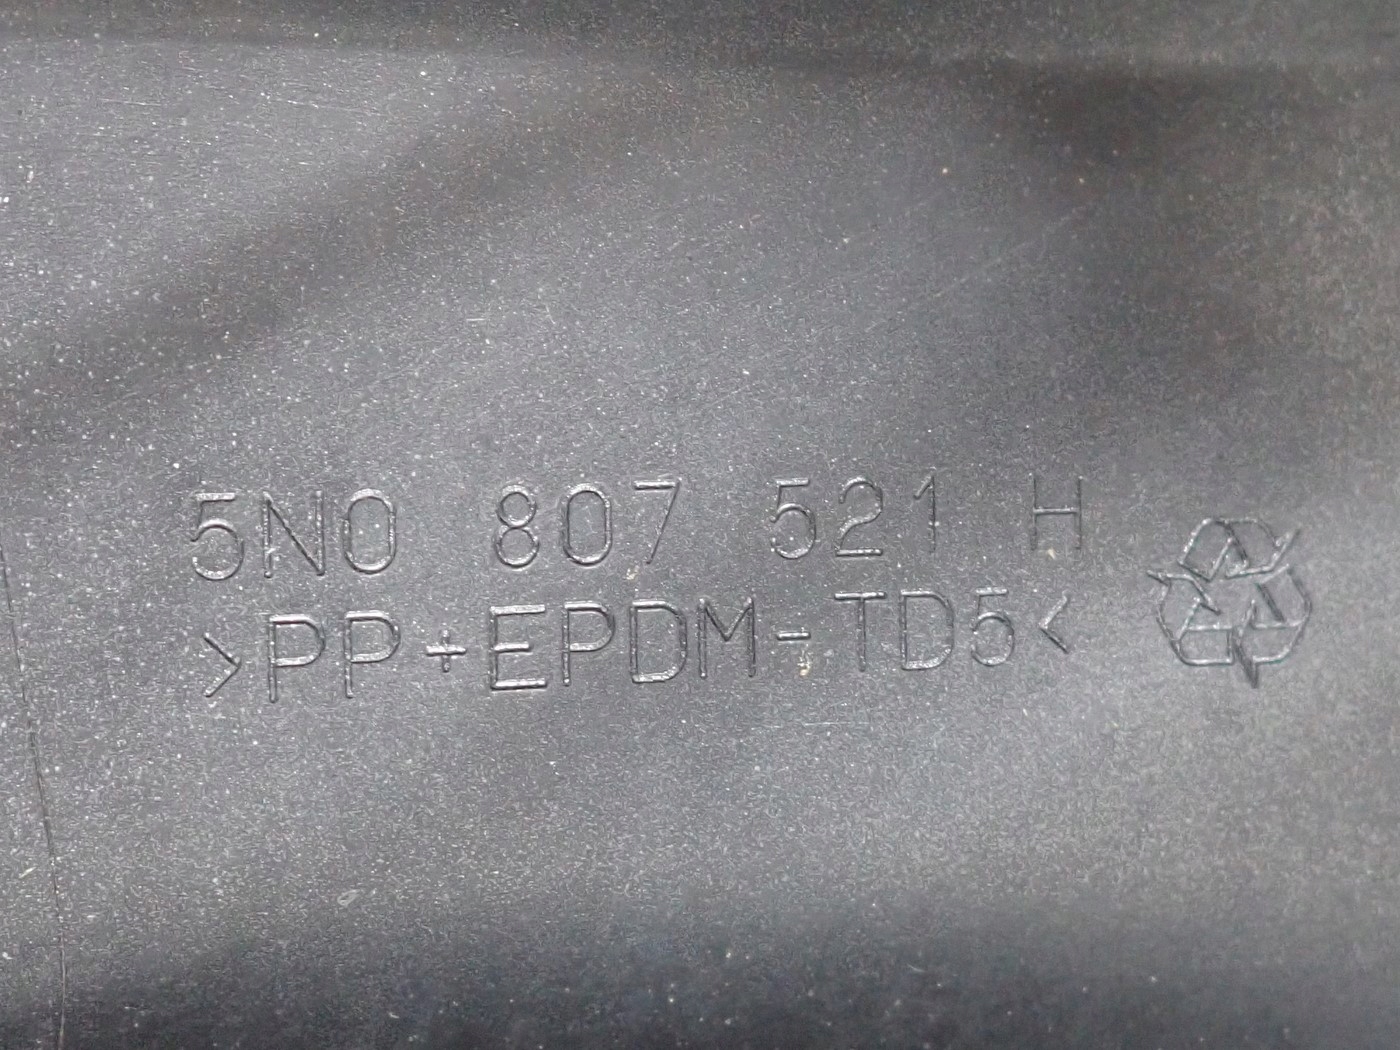 5N0 807 521 H
>PP+EPDM-TD5<